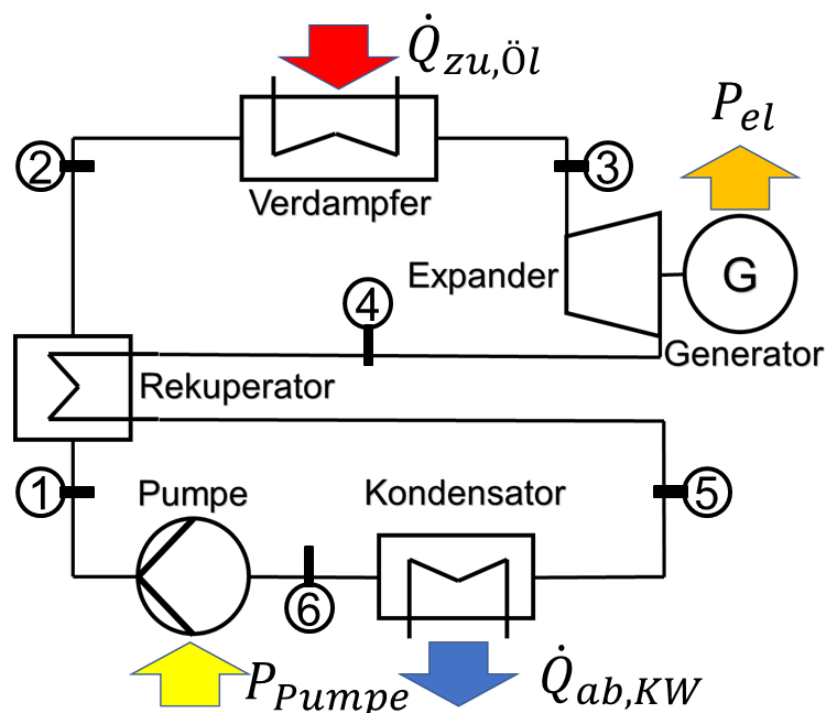 Q̇zu,Öl
Pel
2
3
Verdampfer
Expander
G
4
Generator
Rekuperator
1
Pumpe
Kondensator
5
6
PPumpe
Q̇ab,KW